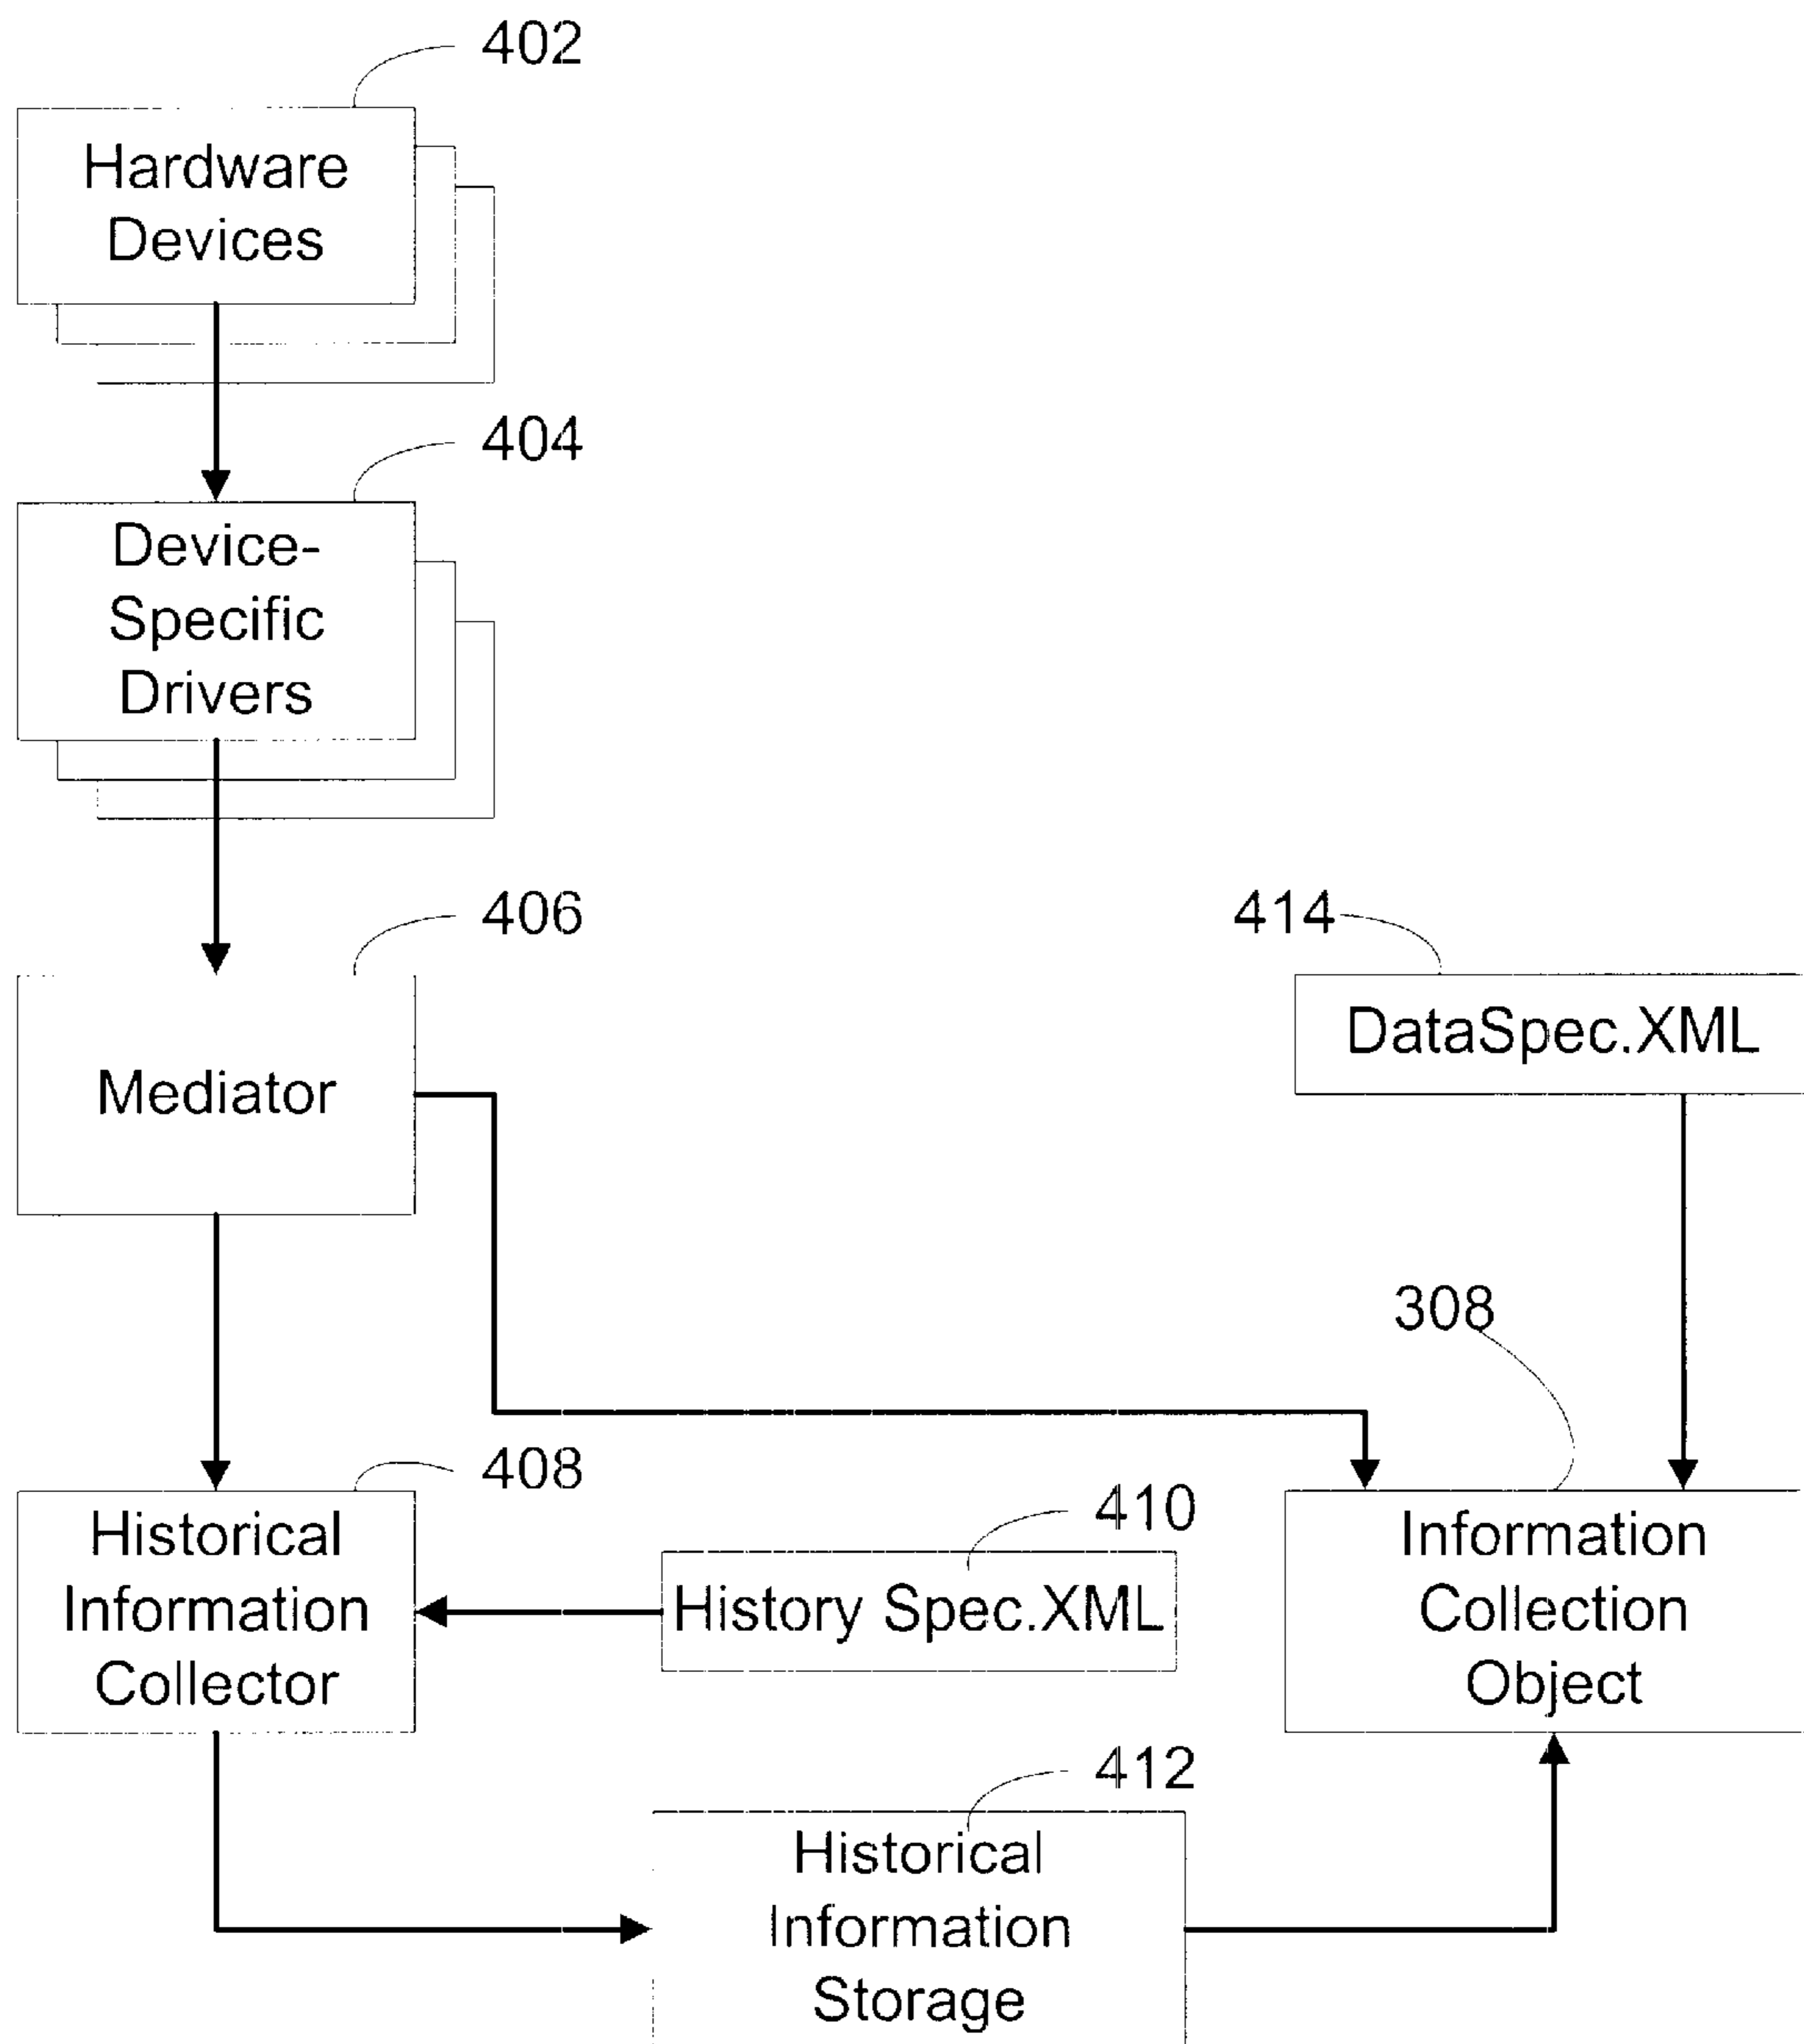 402
Hardware
Devices
404
Device-
Specific
Drivers
406
Mediator
414
DataSpec.XML
308
408
Historical
Information
Collector
410
History Spec.XML
Information
Collection
Object
412
Historical
Information
Storage